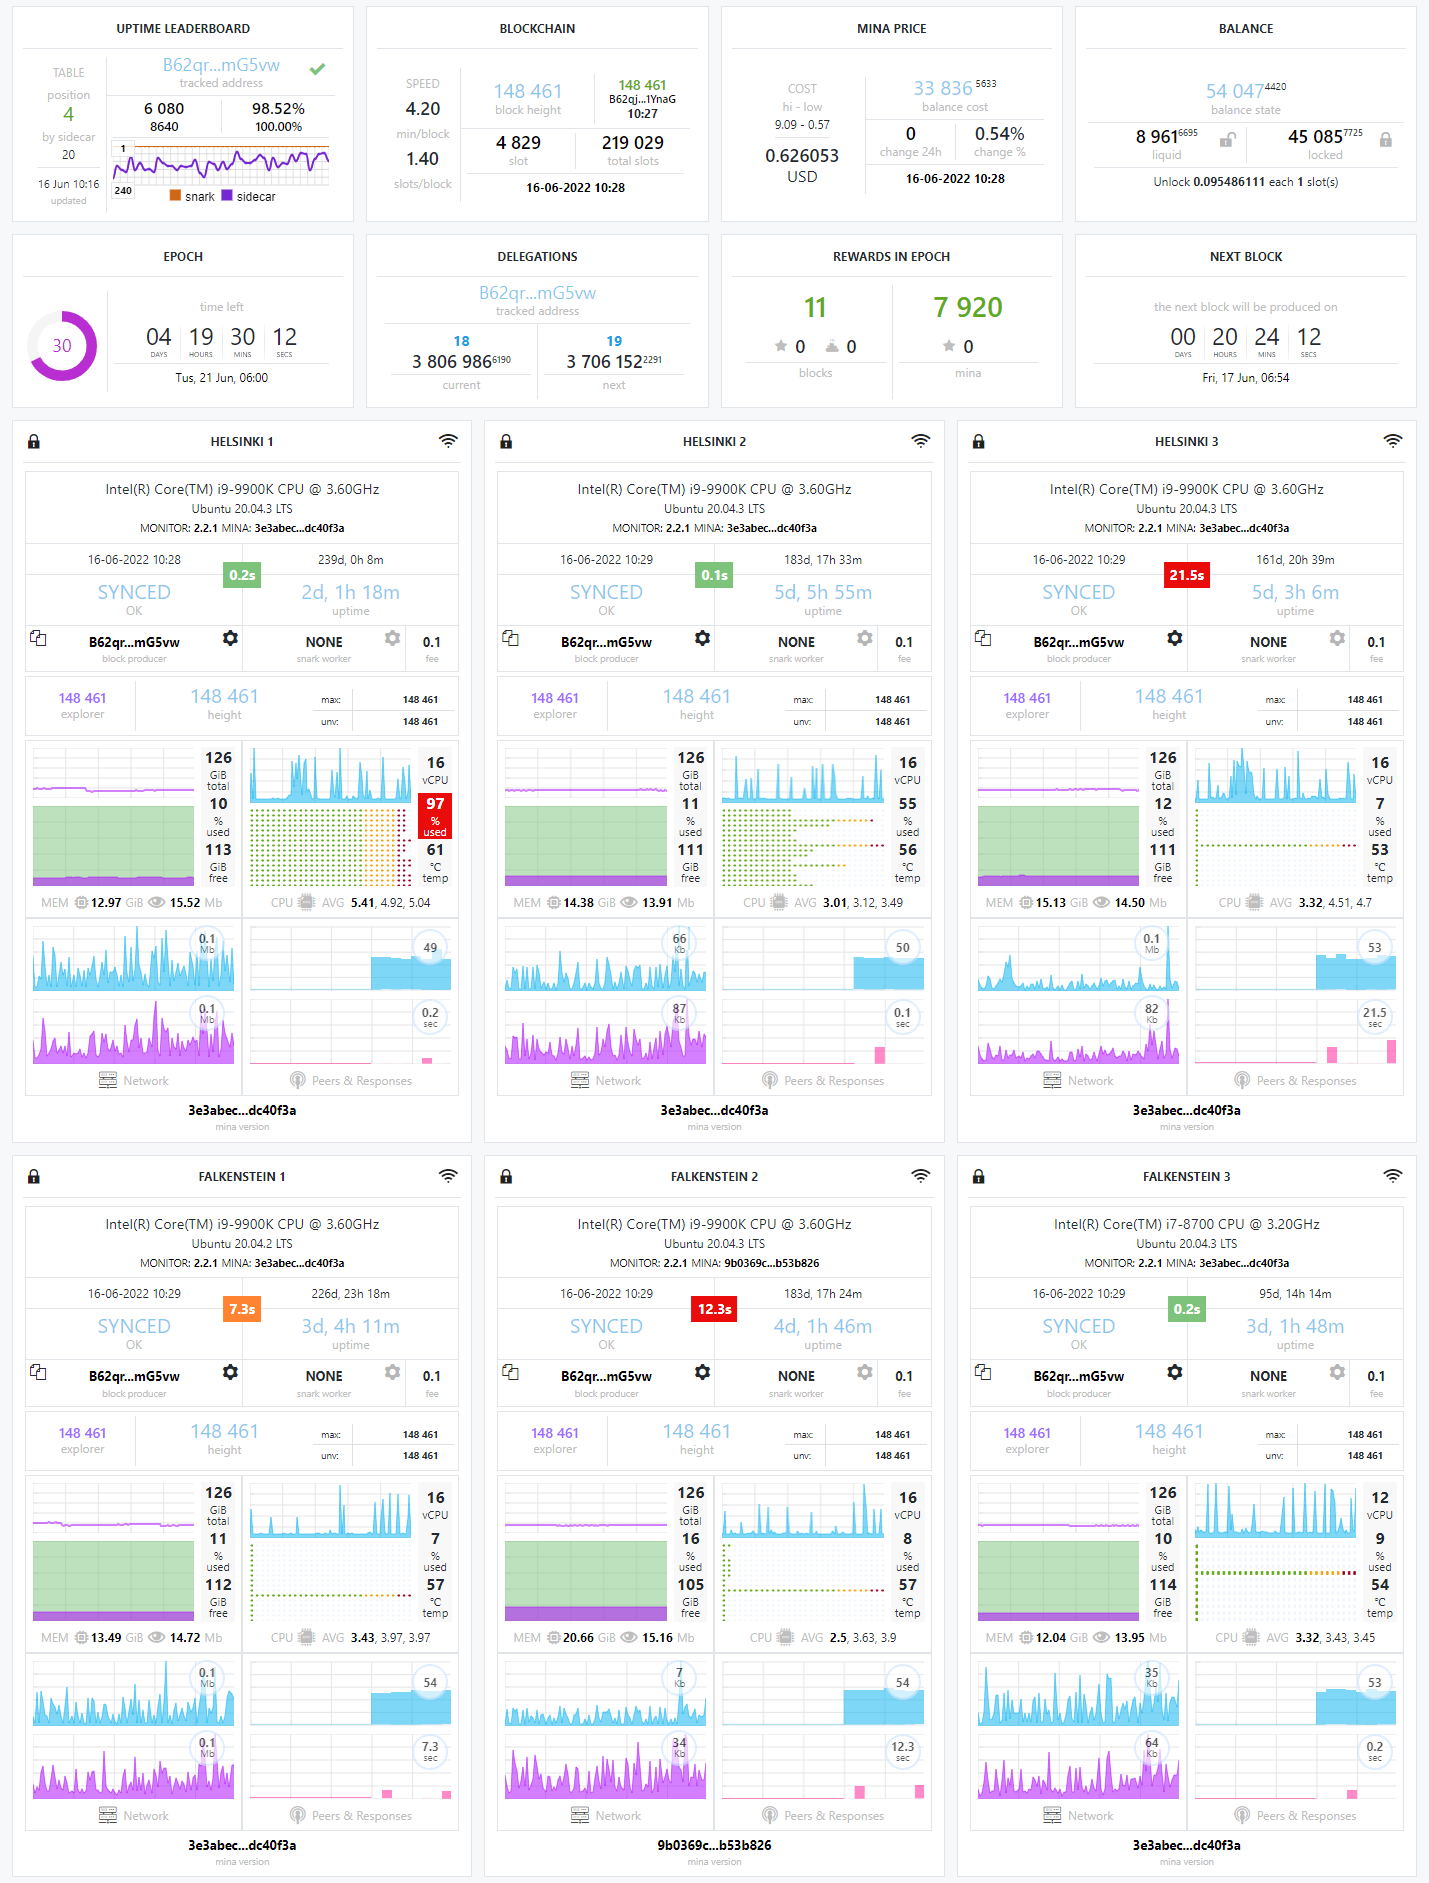 UPTIME LEADERBOARD
TABLE
position
4
by sidecar
20
16 Jun 10:16
updated
B62qr...mG5vw
tracked address
6 080
8640
98.52%
100.00%
1
240
snark sidecar
BLOCKCHAIN
SPEED
4.20
min/block
1.40
slots/block
148 461
block height
148 461
B62qj...1YnaG
10:27
4 829
slot
219 029
total slots
16-06-2022 10:28
MINA PRICE
COST
hi - low
9.09 - 0.57
0.626053
USD
33 836 5633
balance cost
0
change 24h
0.54%
change %
16-06-2022 10:28
BALANCE
54 047 4420
balance state
8 961 6695
liquid
45 085 7725
locked
Unlock 0.095486111 each 1 slot(s)
EPOCH
30
time left
04 19 30 12
DAYS HOURS MINS SECS
Tus, 21 Jun, 06:00
DELEGATIONS
B62qr...mG5vw
tracked address
18
3 806 986 6190
current
19
3 706 152 2291
next
REWARDS IN EPOCH
11
0 0
blocks
7 920
0
mina
NEXT BLOCK
the next block will be produced on
00 20 24 12
DAYS HOURS MINS SECS
Fri, 17 Jun, 06:54
HELSINKI 1
Intel(R) Core(TM) i9-9900K CPU @ 3.60GHz
Ubuntu 20.04.3 LTS
MONITOR: 2.2.1 MINA: 3e3abec...dc40f3a
16-06-2022 10:28
239d, 0h 8m
0.2s
SYNCED
OK
2d, 1h 18m
uptime
B62qr...mG5vw
block producer
NONE
snark worker
0.1
fee
148 461
explorer
148 461
height
max: 148 461
unv: 148 461
126
GiB
total
10
%
used
113
GiB
free
16
vCPU
97
%
used
61
°C
temp
MEM 12.97 GiB 15.52 Mb
CPU AVG 5.41, 4.92, 5.04
0.1
Mb
49
0.1
Mb
0.2
sec
Network
Peers & Responses
3e3abec...dc40f3a
mina version
HELSINKI 2
Intel(R) Core(TM) i9-9900K CPU @ 3.60GHz
Ubuntu 20.04.3 LTS
MONITOR: 2.2.1 MINA: 3e3abec...dc40f3a
16-06-2022 10:29
183d, 17h 33m
0.1s
SYNCED
OK
5d, 5h 55m
uptime
B62qr...mG5vw
block producer
NONE
snark worker
0.1
fee
148 461
explorer
148 461
height
max: 148 461
unv: 148 461
126
GiB
total
11
%
used
111
GiB
free
16
vCPU
55
%
used
56
°C
temp
MEM 14.38 GiB 13.91 Mb
CPU AVG 3.01, 3.12, 3.49
66
Kb
50
87
Kb
0.1
sec
Network
Peers & Responses
3e3abec...dc40f3a
mina version
HELSINKI 3
Intel(R) Core(TM) i9-9900K CPU @ 3.60GHz
Ubuntu 20.04.3 LTS
MONITOR: 2.2.1 MINA: 3e3abec...dc40f3a
16-06-2022 10:29
161d, 20h 39m
21.5s
SYNCED
OK
5d, 3h 6m
uptime
B62qr...mG5vw
block producer
NONE
snark worker
0.1
fee
148 461
explorer
148 461
height
max: 148 461
unv: 148 461
126
GiB
total
12
%
used
111
GiB
free
16
vCPU
7
%
used
53
°C
temp
MEM 15.13 GiB 14.50 Mb
CPU AVG 3.32, 4.51, 4.7
0.1
Mb
53
82
Kb
21.5
sec
Network
Peers & Responses
3e3abec...dc40f3a
mina version
FALKENSTEIN 1
Intel(R) Core(TM) i9-9900K CPU @ 3.60GHz
Ubuntu 20.04.2 LTS
MONITOR: 2.2.1 MINA: 3e3abec...dc40f3a
16-06-2022 10:29
226d, 23h 18m
7.3s
SYNCED
OK
3d, 4h 11m
uptime
B62qr...mG5vw
block producer
NONE
snark worker
0.1
fee
148 461
explorer
148 461
height
max: 148 461
unv: 148 461
126
GiB
total
11
%
used
112
GiB
free
16
vCPU
7
%
used
57
°C
temp
MEM 13.49 GiB 14.72 Mb
CPU AVG 3.43, 3.97, 3.97
0.1
Mb
54
0.1
Mb
7.3
sec
Network
Peers & Responses
3e3abec...dc40f3a
mina version
FALKENSTEIN 2
Intel(R) Core(TM) i9-9900K CPU @ 3.60GHz
Ubuntu 20.04.3 LTS
MONITOR: 2.2.1 MINA: 9b0369c...b53b826
16-06-2022 10:29
183d, 17h 24m
12.3s
SYNCED
OK
4d, 1h 46m
uptime
B62qr...mG5vw
block producer
NONE
snark worker
0.1
fee
148 461
explorer
148 461
height
max: 148 461
unv: 148 461
126
GiB
total
16
%
used
105
GiB
free
16
vCPU
8
%
used
57
°C
temp
MEM 20.66 GiB 15.16 Mb
CPU AVG 2.5, 3.63, 3.9
7
Kb
54
34
Kb
12.3
sec
Network
Peers & Responses
9b0369c...b53b826
mina version
FALKENSTEIN 3
Intel(R) Core(TM) i7-8700 CPU @ 3.20GHz
Ubuntu 20.04.3 LTS
MONITOR: 2.2.1 MINA: 3e3abec...dc40f3a
16-06-2022 10:29
95d, 14h 14m
0.2s
SYNCED
OK
3d, 1h 48m
uptime
B62qr...mG5vw
block producer
NONE
snark worker
0.1
fee
148 461
explorer
148 461
height
max: 148 461
unv: 148 461
126
GiB
total
10
%
used
114
GiB
free
12
vCPU
9
%
used
54
°C
temp
MEM 12.04 GiB 13.95 Mb
CPU AVG 3.32, 3.43, 3.45
35
Kb
53
64
Kb
0.2
sec
Network
Peers & Responses
3e3abec...dc40f3a
mina version